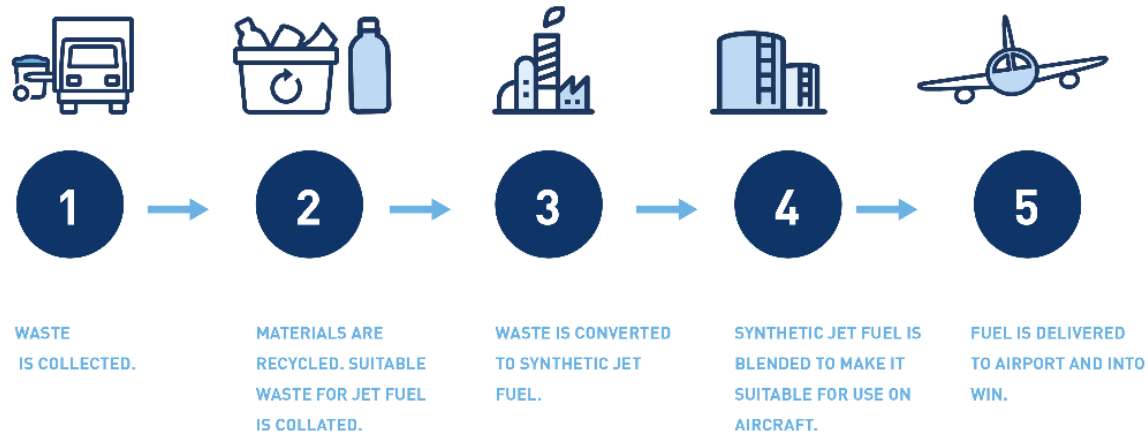 1
2
3
4
5
WASTE
IS COLLECTED.
MATERIALS ARE
RECYCLED. SUITABLE
WASTE FOR JET FUEL
IS COLLATED.
WASTE IS CONVERTED
TO SYNTHETIC JET
FUEL.
SYNTHETIC JET FUEL IS
BLENDED TO MAKE IT
SUITABLE FOR USE ON
AIRCRAFT.
FUEL IS DELIVERED
TO AIRPORT AND INTO
WIN.